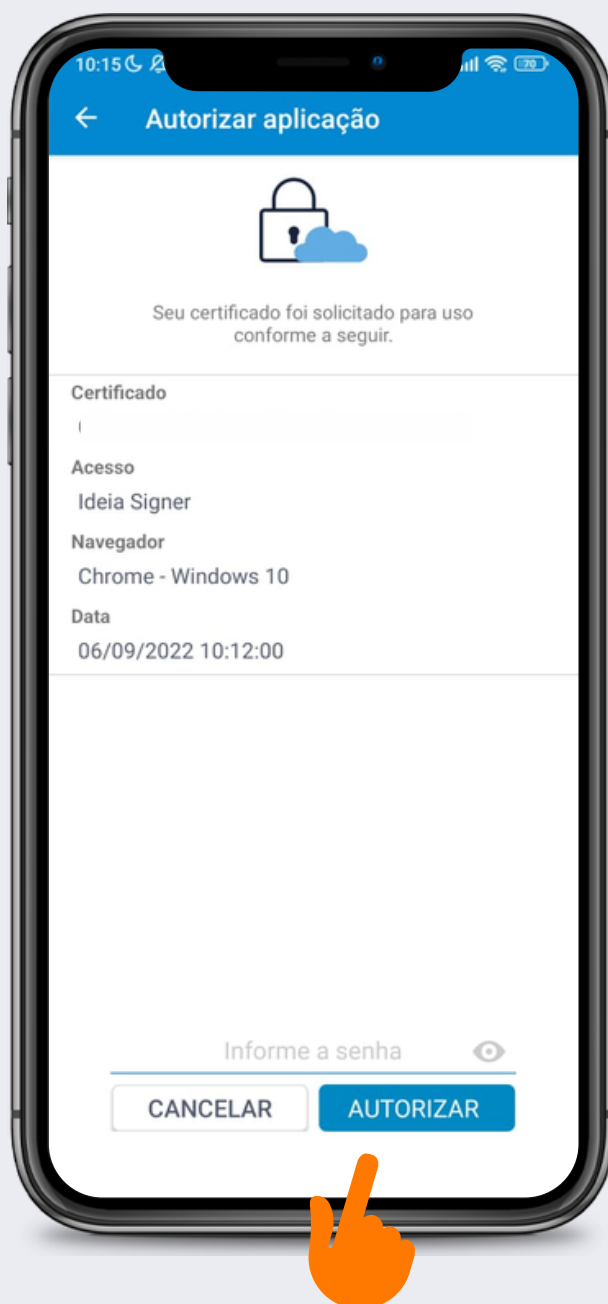 10:15
70
Autorizar aplicação
Seu certificado foi solicitado para uso
conforme a seguir.
Certificado
Acesso
Ideia Signer
Navegador
Chrome - Windows 10
Data
06/09/2022 10:12:00
Informe a senha
CANCELAR
AUTORIZAR